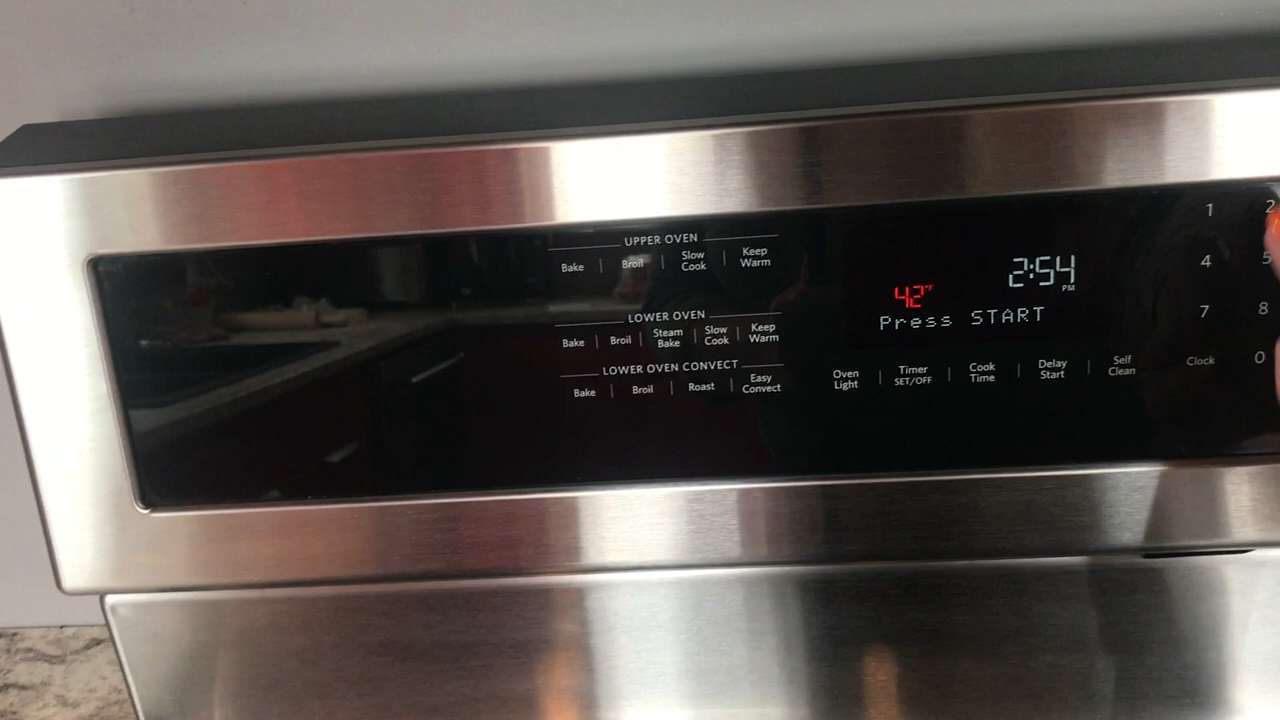 UPPER OVEN
Bake | Broil | Slow Cook | Keep Warm
LOWER OVEN
Bake | Broil | Steam Bake | Slow Cook | Keep Warm
LOWER OVEN CONVECT
Bake | Broil | Roast | Easy Convect
2:54 PM
42°F
Press START
Oven Light | Timer SET/OFF | Cook Time | Delay Start | Self Clean
1 2
4 5
7 8
Clock 0